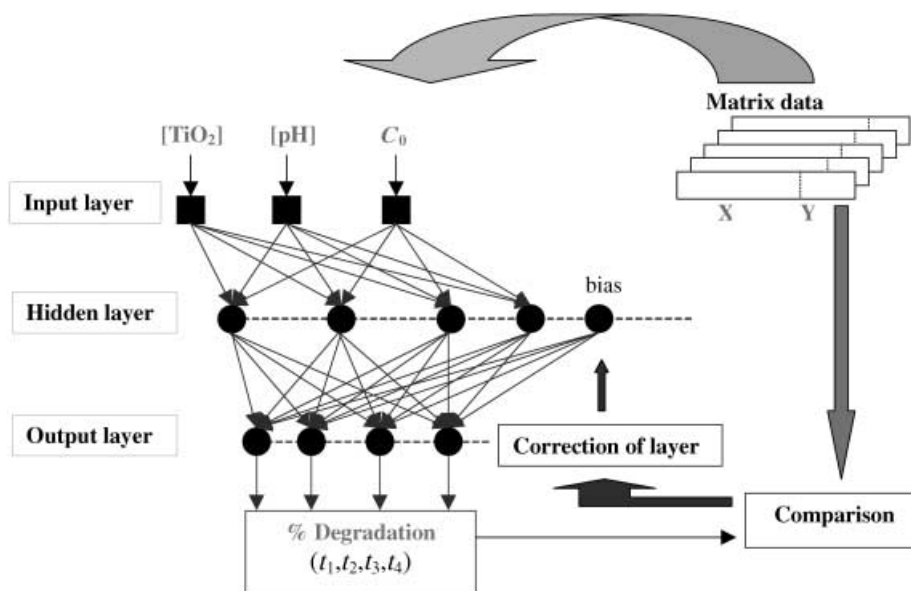 Matrix data
[TiO₂]
[pH]
C₀
Input layer
X
Y
bias
Hidden layer
Output layer
Correction of layer
% Degradation
(t₁,t₂,t₃,t₄)
Comparison